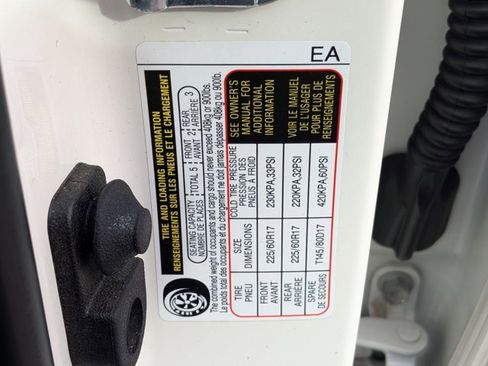 EA
TIRE AND LOADING INFORMATION
RENSEIGNEMENTS SUR LES PNEUS ET LE CHARGEMENT
SEATING CAPACITY
NOMBRE DE PLACES
TOTAL 5
FRONT
AVANT
2
REAR
ARRIÈRE
3
The combined weight of occupants and cargo should never exceed 408kg or 900lbs.
Le poids total des occupants et du chargement ne doit jamais dépasser 408kg ou 900lb.
TIRE
PNEU
SIZE
DIMENSIONS
COLD TIRE PRESSURE
PRESSION DES
PNEUS A FROID
SEE OWNER'S
MANUAL FOR
ADDITIONAL
INFORMATION
FRONT
AVANT
225/60R17
230KPA,33PSI
REAR
ARRIÈRE
225/60R17
220KPA,32PSI
VOIR LE MANUEL
DE L'USAGER
POUR PLUS DE
RENSEIGNEMENTS
SPARE
DE SECOURS
T145/80D17
420KPA,60PSI